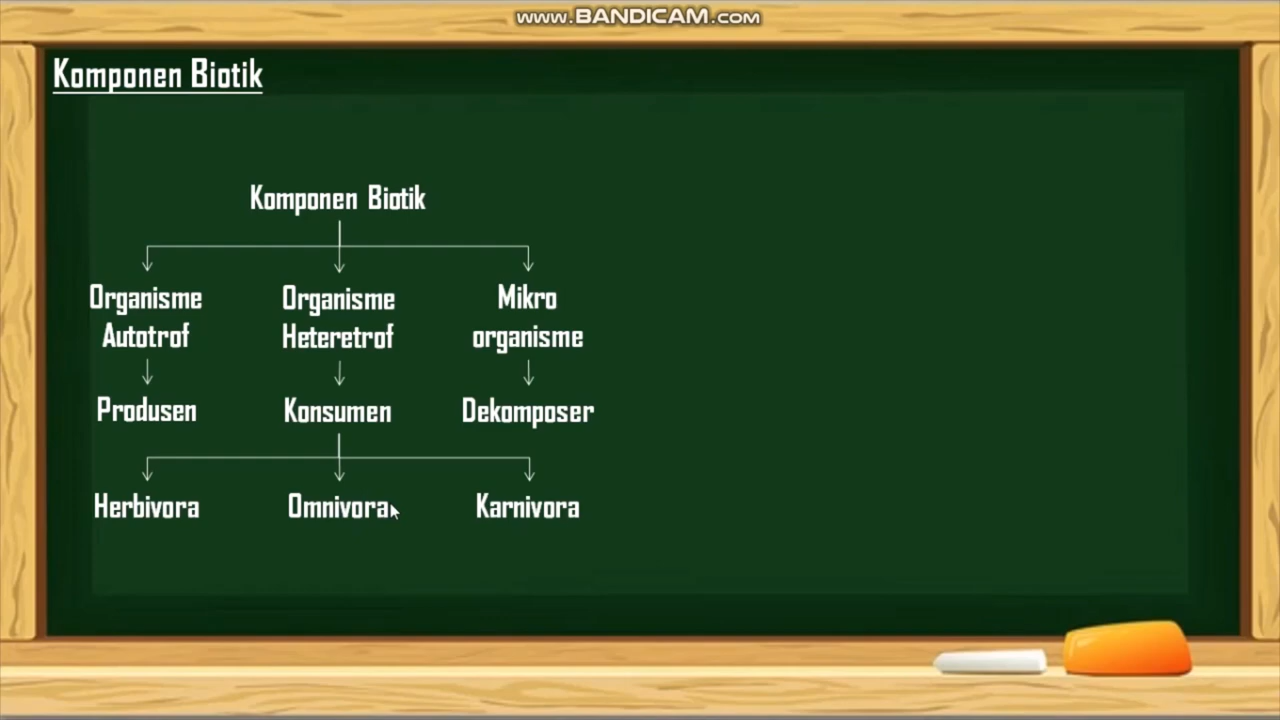 www.BANDICAM.com
Komponen Biotik
Komponen Biotik
Organisme Autotrof
Organisme Heteretrof
Mikro organisme
Produsen
Konsumen
Dekomposer
Herbivora
Omnivora
Karnivora